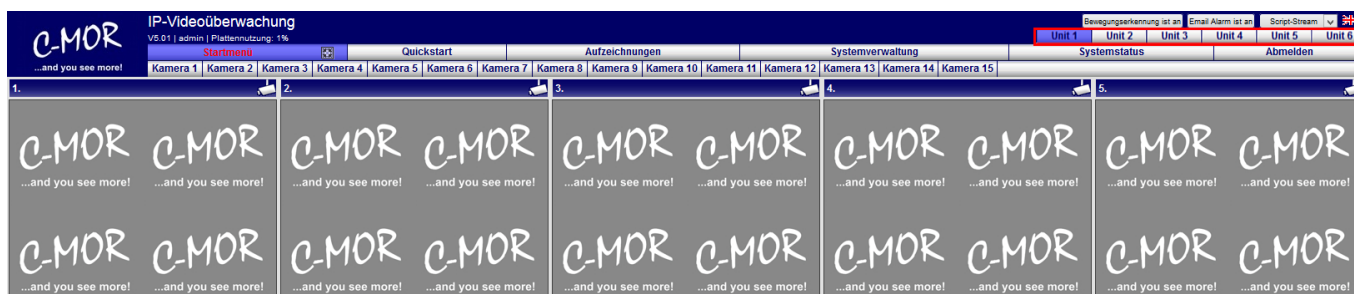 C-MOR
...and you see more!
IP-Videoüberwachung
V5.01 | admin | Plattennutzung: 1%
Bewegungserkennung ist an Email Alarm ist an Script-Stream
Unit 1 Unit 2 Unit 3 Unit 4 Unit 5 Unit 6
Startmenü Quickstart Aufzeichnungen Systemverwaltung Systemstatus Abmelden
Kamera 1 Kamera 2 Kamera 3 Kamera 4 Kamera 5 Kamera 6 Kamera 7 Kamera 8 Kamera 9 Kamera 10 Kamera 11 Kamera 12 Kamera 13 Kamera 14 Kamera 15
1. 2. 3. 4. 5.
C-MOR C-MOR C-MOR C-MOR C-MOR C-MOR C-MOR C-MOR C-MOR C-MOR
...and you see more! ...and you see more! ...and you see more! ...and you see more! ...and you see more! ...and you see more! ...and you see more! ...and you see more! ...and you see more! ...and you see more!
C-MOR C-MOR C-MOR C-MOR C-MOR C-MOR C-MOR C-MOR C-MOR C-MOR
...and you see more! ...and you see more! ...and you see more! ...and you see more! ...and you see more! ...and you see more! ...and you see more! ...and you see more! ...and you see more! ...and you see more!